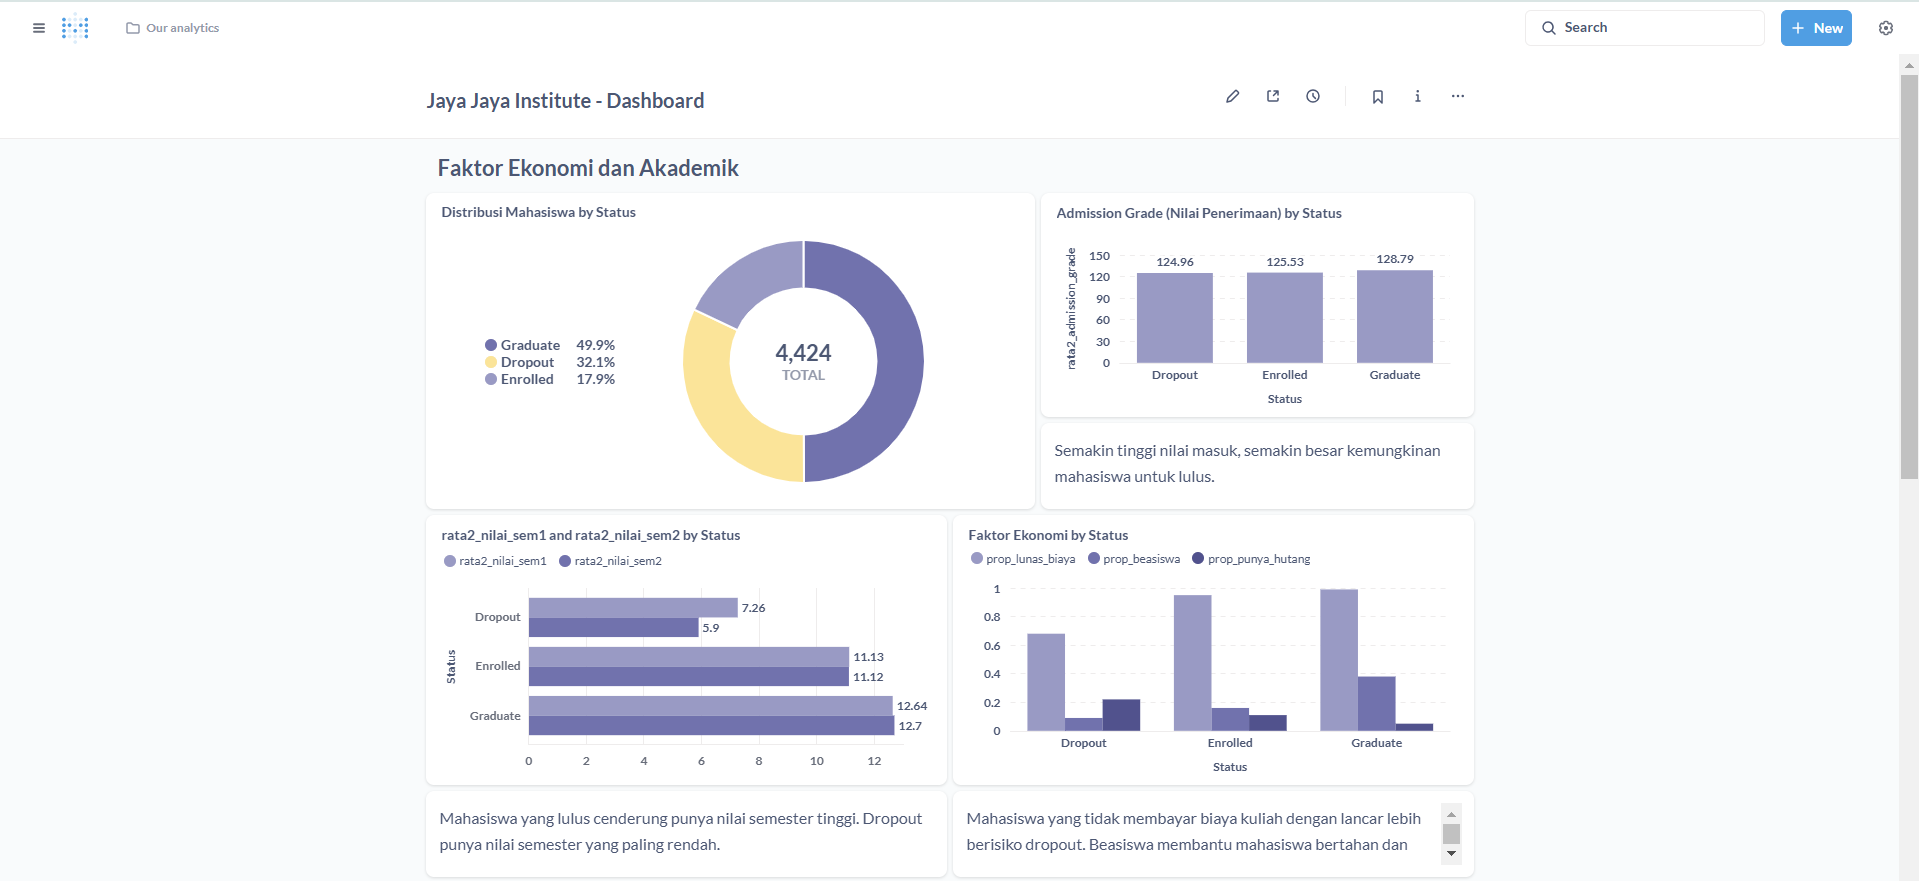 Our analytics
Search
New
Jaya Jaya Institute - Dashboard
Faktor Ekonomi dan Akademik
Distribusi Mahasiswa by Status
Graduate 49.9%
Dropout 32.1%
Enrolled 17.9%
4,424
TOTAL
Admission Grade (Nilai Penerimaan) by Status
rata2_admission_grade
150
120
90
60
30
0
124.96
125.53
128.79
Dropout
Enrolled
Graduate
Status
Semakin tinggi nilai masuk, semakin besar kemungkinan
mahasiswa untuk lulus.
rata2_nilai_sem1 and rata2_nilai_sem2 by Status
rata2_nilai_sem1 rata2_nilai_sem2
Status
Dropout
7.26
5.9
Enrolled
11.13
11.12
Graduate
12.64
12.7
0 2 4 6 8 10 12
Faktor Ekonomi by Status
prop_lunas_biaya prop_beasiswa prop_punya_hutang
1
0.8
0.6
0.4
0.2
0
Dropout
Enrolled
Graduate
Status
Mahasiswa yang lulus cenderung punya nilai semester tinggi. Dropout
punya nilai semester yang paling rendah.
Mahasiswa yang tidak membayar biaya kuliah dengan lancar lebih
berisiko dropout. Beasiswa membantu mahasiswa bertahan dan